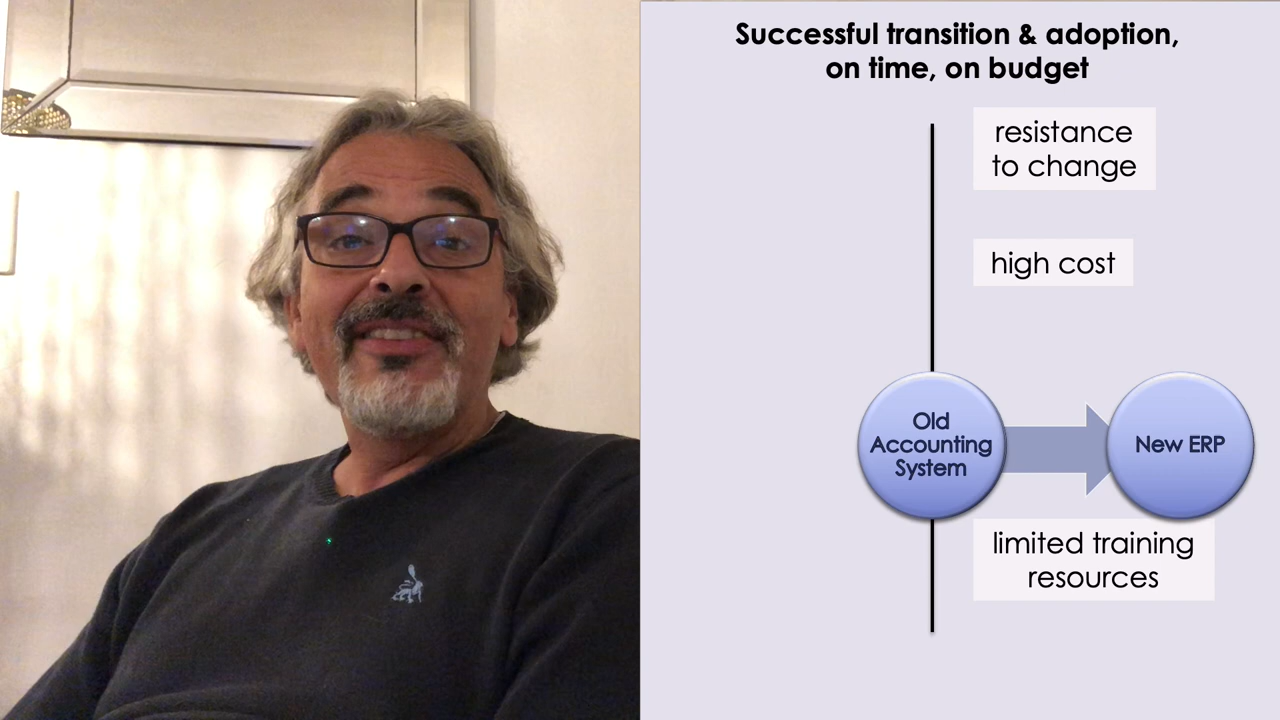 Successful transition & adoption,
on time, on budget
resistance
to change
high cost
Old
Accounting
System
New ERP
limited training
resources